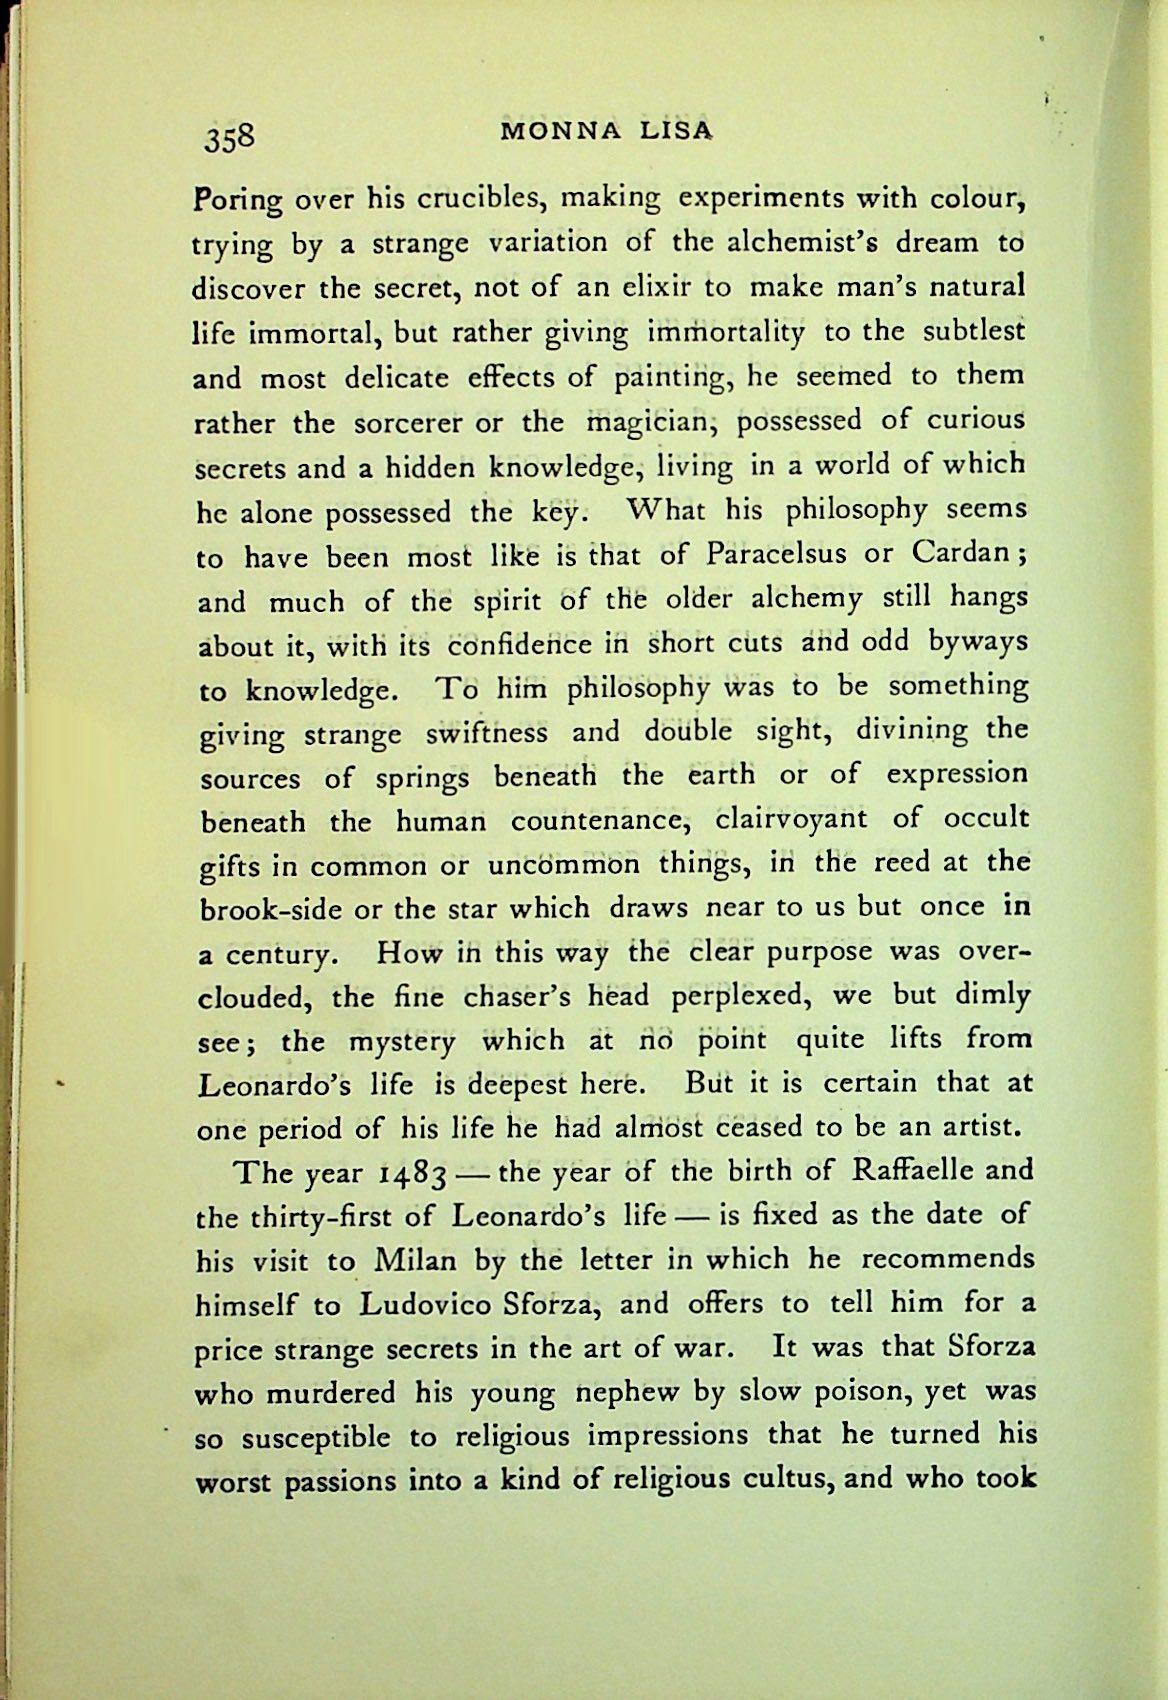 358 MONNA LISA
Poring over his crucibles, making experiments with colour,
trying by a strange variation of the alchemist's dream to
discover the secret, not of an elixir to make man's natural
life immortal, but rather giving immortality to the subtlest
and most delicate effects of painting, he seemed to them
rather the sorcerer or the magician, possessed of curious
secrets and a hidden knowledge, living in a world of which
he alone possessed the key. What his philosophy seems
to have been most like is that of Paracelsus or Cardan;
and much of the spirit of the older alchemy still hangs
about it, with its confidence in short cuts and odd byways
to knowledge. To him philosophy was to be something
giving strange swiftness and double sight, divining the
sources of springs beneath the earth or of expression
beneath the human countenance, clairvoyant of occult
gifts in common or uncommon things, in the reed at the
brook-side or the star which draws near to us but once in
a century. How in this way the clear purpose was over-
clouded, the fine chaser's head perplexed, we but dimly
see; the mystery which at no point quite lifts from
Leonardo's life is deepest here. But it is certain that at
one period of his life he had almost ceased to be an artist.
The year 1483 — the year of the birth of Raffaelle and
the thirty-first of Leonardo's life — is fixed as the date of
his visit to Milan by the letter in which he recommends
himself to Ludovico Sforza, and offers to tell him for a
price strange secrets in the art of war. It was that Sforza
who murdered his young nephew by slow poison, yet was
so susceptible to religious impressions that he turned his
worst passions into a kind of religious cultus, and who took